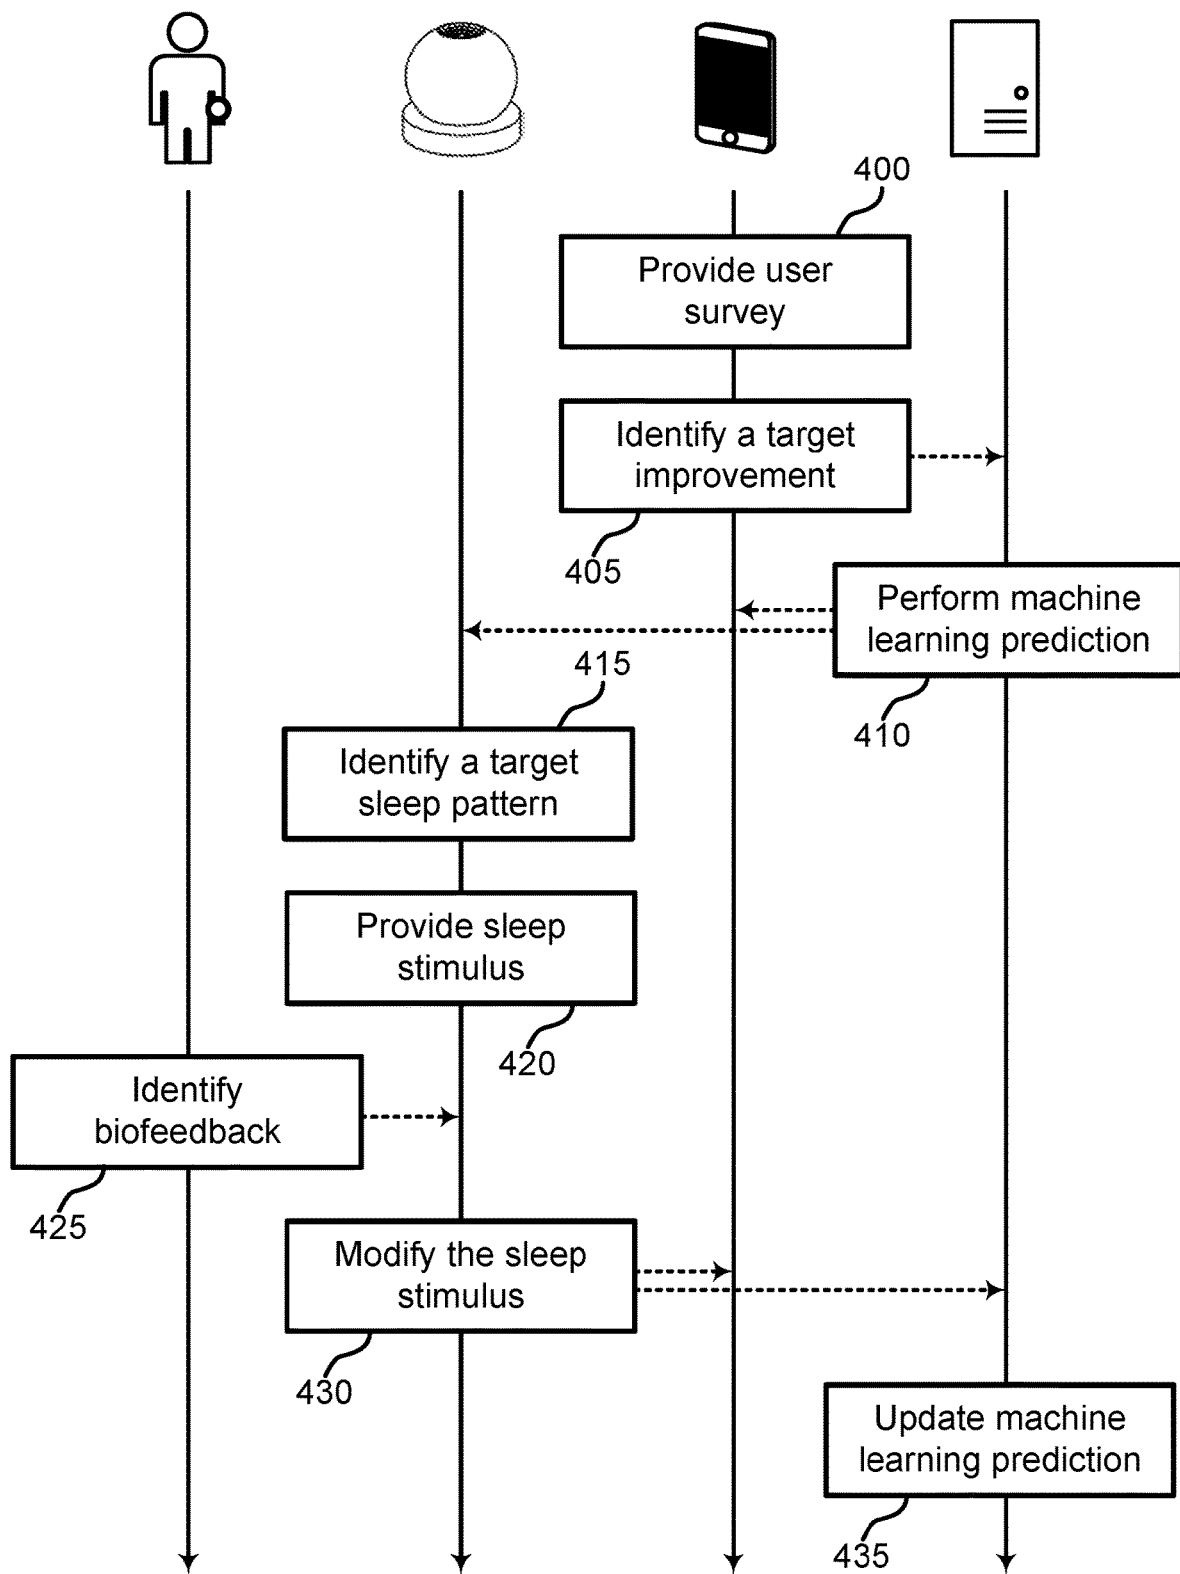 400
Provide user
survey
Identify a target
improvement
405
Perform machine
learning prediction
410
415
Identify a target
sleep pattern
Provide sleep
stimulus
420
Identify
biofeedback
425
Modify the sleep
stimulus
430
Update machine
learning prediction
435